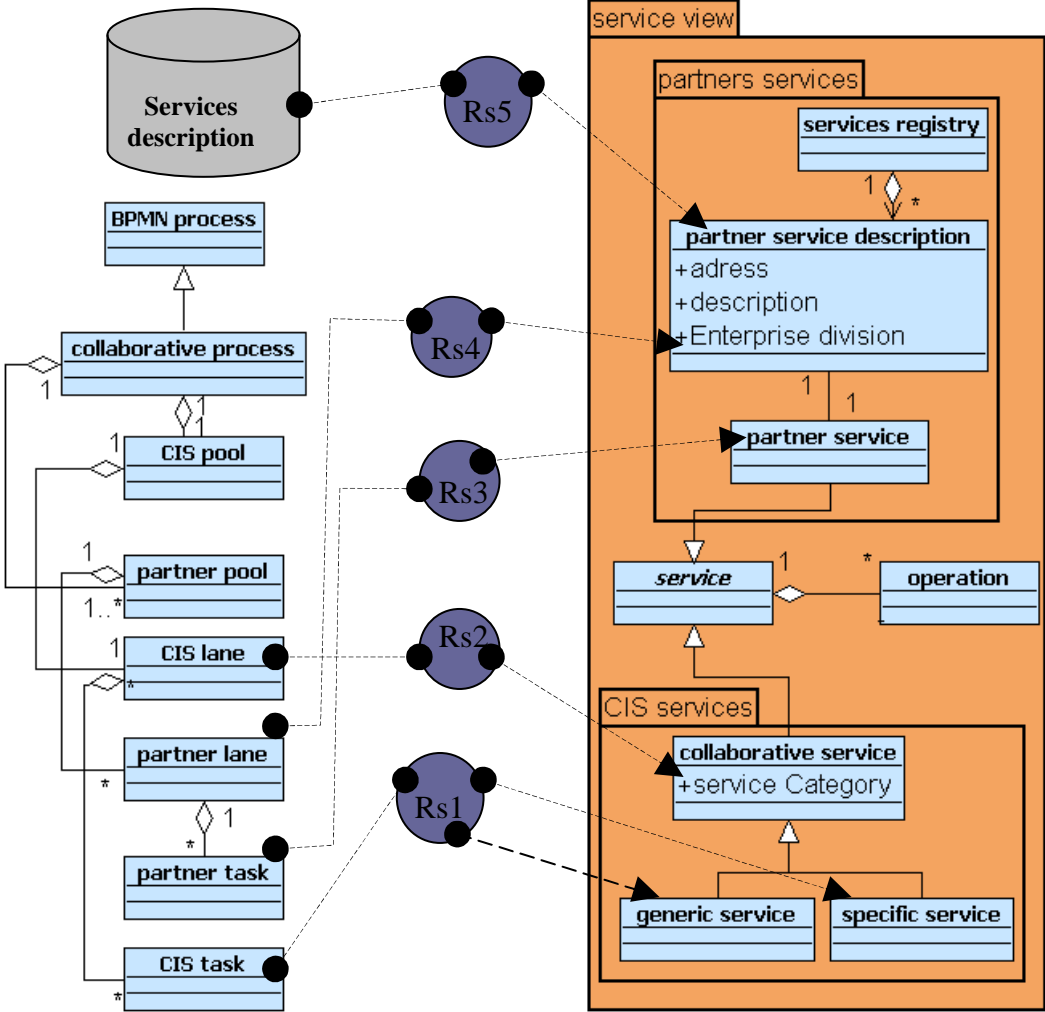 Services
description
BPMN process
collaborative process
1
1
1
1
CIS pool
1
partner pool
1..*
1
CIS lane
*
partner lane
*
1
*
partner task
CIS task
*
Rs5
Rs4
Rs3
Rs2
Rs1
service view
partners services
services registry
1
*
partner service description
+adress
+description
+Enterprise division
1
1
partner service
service
1
*
operation
CIS services
collaborative service
+service Category
generic service
specific service